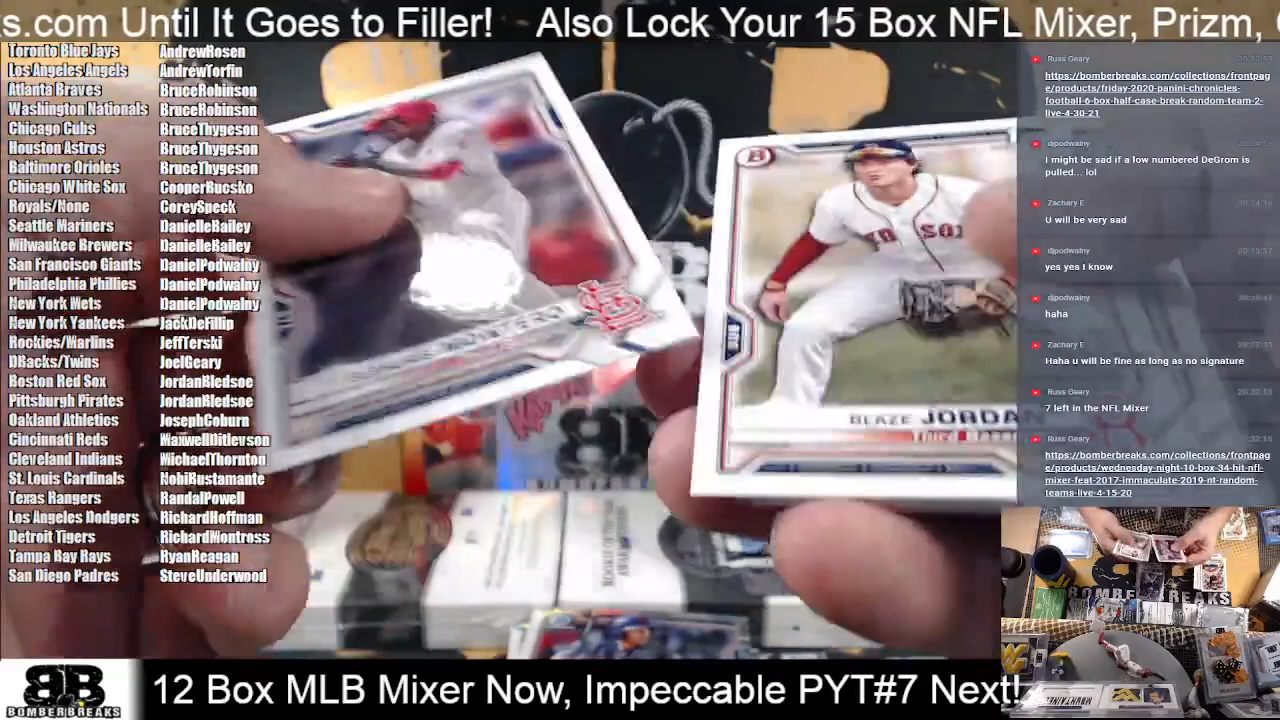 s.com Until It Goes to Filler! Also Lock Your 15 Box NFL Mixer, Prizm,
Toronto Blue Jays AndrewRosen
Los Angeles Angels AndrewTorfin
Atlanta Braves BruceRobinson
Washington Nationals BruceRobinson
Chicago Cubs BruceThygeson
Houston Astros BruceThygeson
Baltimore Orioles BruceThygeson
Chicago White Sox CooperBucsko
Royals/None CoreySpeck
Seattle Mariners DanielleBailey
Milwaukee Brewers DanielleBailey
San Francisco Giants DanielPodwalny
Philadelphia Phillies DanielPodwalny
New York Mets DanielPodwalny
New York Yankees JackDeFillip
Rockies/Marlins JeffTerski
DBacks/Twins JoelGeary
Boston Red Sox JordanBledsoe
Pittsburgh Pirates JordanBledsoe
Oakland Athletics JosephCoburn
Cincinnati Reds MaxwellDitlevson
Cleveland Indians MichaelThornton
St. Louis Cardinals NobiBustamante
Texas Rangers RandalPowell
Los Angeles Dodgers RichardHoffman
Detroit Tigers RichardMontross
Tampa Bay Rays RyanReagan
San Diego Padres SteveUnderwood
B
RED SOX
BLAZE JORDAN
Russ Geary
https://bomberbreaks.com/collections/frontpag
e/products/friday-2020-panini-chronicles-
football-6-box-half-case-break-random-team-2-
live-4-30-21
djpodwalny
I might be sad if a low numbered DeGrom is
pulled... lol
Zachary E
U will be very sad
djpodwalny
yes yes I know
djpodwalny
haha
Zachary E
Haha u will be fine as long as no signature
Russ Geary
7 left in the NFL Mixer
Russ Geary
https://bomberbreaks.com/collections/frontpag
e/products/wednesday-night-10-box-34-hit-nfl-
mixer-feat-2017-immaculate-2019-nt-random-
teams-live-4-15-20
BOMBERBREAKS
BB
BOMBERBREAKS
12 Box MLB Mixer Now, Impeccable PYT#7 Next!